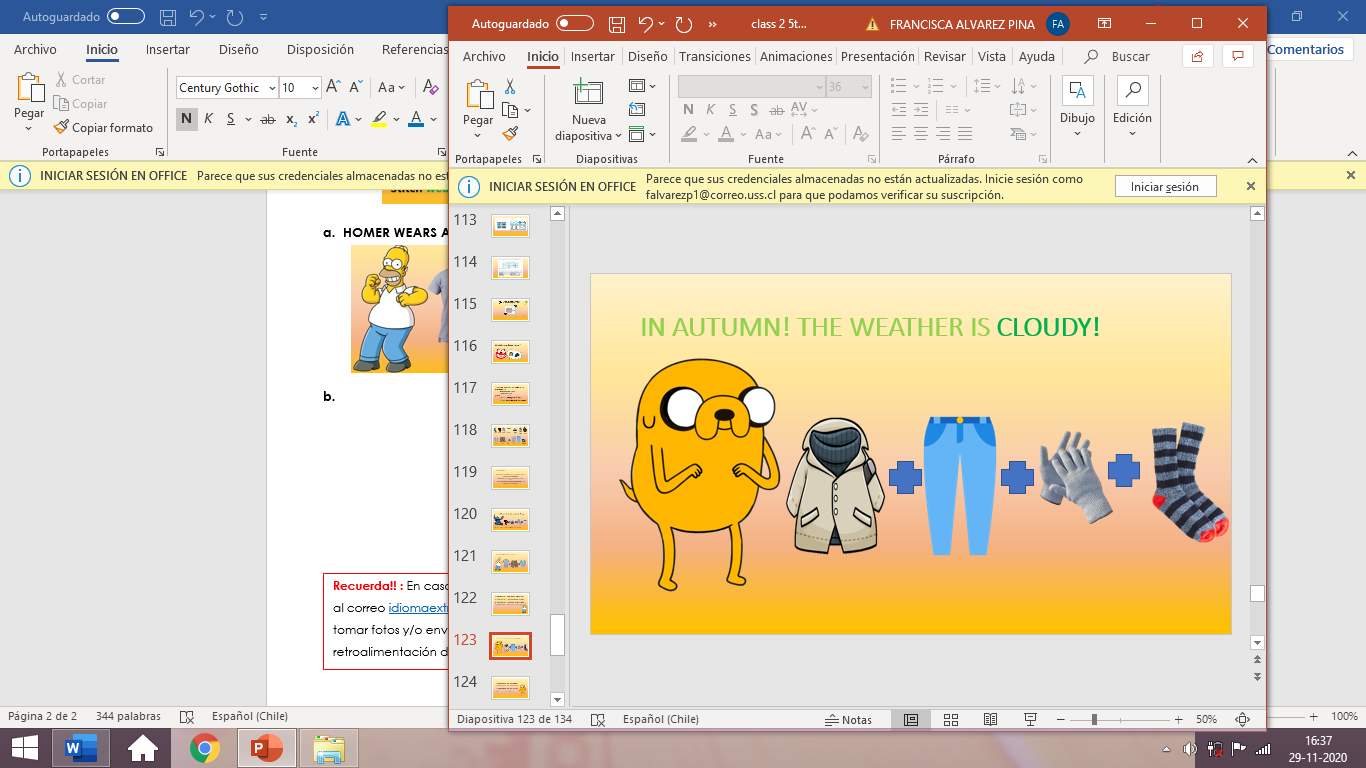 Autoguardado
Archivo Inicio Insertar Diseño Disposición Referencias
Comentarios
Pegar
Cortar
Copiar
Copiar formato
Century Gothic 10
Aa
N K S ab x₂ x²
A A
Portapapeles Fuente
INICIAR SESIÓN EN OFFICE Parece que sus credenciales almacenadas no est
a. HOMER WEARS A
b.
Recuerda!! : En caso
al correo idiomaext
tomar fotos y/o env
retroalimentación d
Página 2 de 2 344 palabras Español (Chile)
100%
Autoguardado class 2 5t... FRANCISCA ALVAREZ PINA FA
Archivo Inicio Insertar Diseño Transiciones Animaciones Presentación Revisar Vista Ayuda Buscar
Pegar
Nueva
diapositiva
36
N K S S ab AV
A Aa A A A
Dibujo
Edición
Portapapeles Diapositivas Fuente Párrafo
INICIAR SESIÓN EN OFFICE
Parece que sus credenciales almacenadas no están actualizadas. Inicie sesión como
falvarezp1@correo.uss.cl para que podamos verificar su suscripción.
Iniciar sesión
113
114
115
116
117
118
119
120
121
122
123
124
IN AUTUMN! THE WEATHER IS CLOUDY!
Diapositiva 123 de 134 Español (Chile) Notas 50%
16:37
29-11-2020